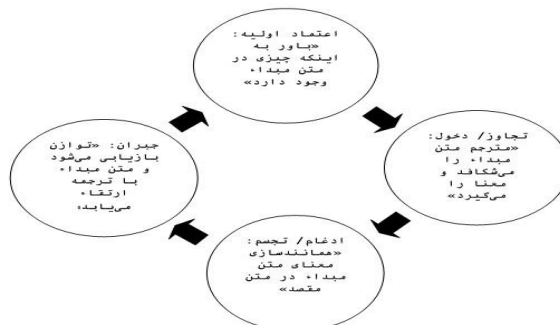 اعتماد اولیه:
«باور به
اینکه چیزی در
متن مبداء
وجود دارد»
تجاوز/ دخول:
«مترجم متن
مبداء را
می‌شکافد و
معنا را
می‌گیرد»
ادغام/ تجسم:
«همانندسازی
معنای متن
مبداء در متن
مقصد»
جبران: «توازن
بازیابی می‌شود
و متن مبداء
با ترجمه
ارتقاء
می‌یابد»